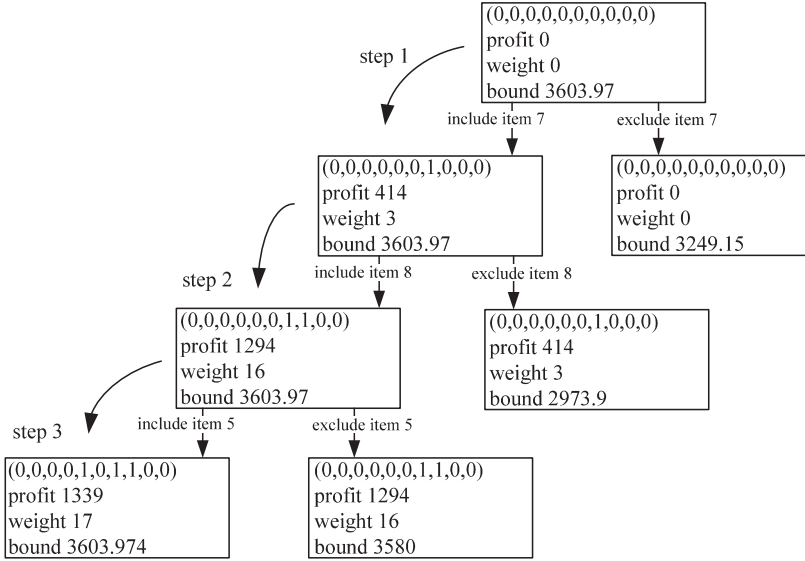 (0,0,0,0,0,0,0,0,0,0)
profit 0
weight 0
bound 3603.97
step 1
include item 7
exclude item 7
(0,0,0,0,0,0,1,0,0,0)
profit 414
weight 3
bound 3603.97
(0,0,0,0,0,0,0,0,0,0)
profit 0
weight 0
bound 3249.15
step 2
include item 8
exclude item 8
(0,0,0,0,0,0,1,1,0,0)
profit 1294
weight 16
bound 3603.97
(0,0,0,0,0,0,1,0,0,0)
profit 414
weight 3
bound 2973.9
step 3
include item 5
exclude item 5
(0,0,0,0,1,0,1,1,0,0)
profit 1339
weight 17
bound 3603.974
(0,0,0,0,0,0,1,1,0,0)
profit 1294
weight 16
bound 3580